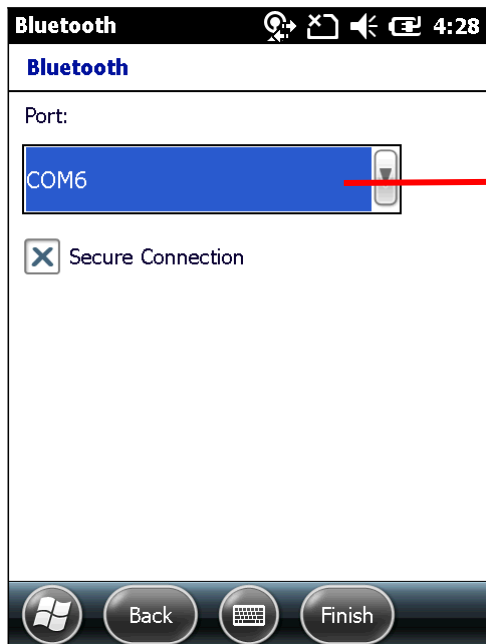 Bluetooth 4:28
Bluetooth
Port:
COM6
Secure Connection
Back Finish